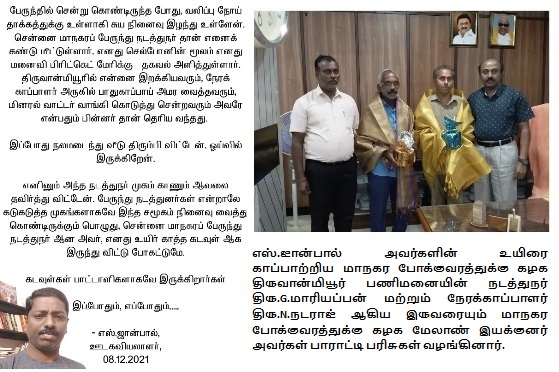 பேருந்தில் சென்று கொண்டிருந்த போது, வலிப்பு நோய்
தாக்கத்துக்கு உள்ளாகி சுய நினைவு இழந்து உள்ளேன்.
சென்னை மாநகரப் பேருந்து நடத்துநர் தான் எனைக்
கண்டு மீட்டுள்ளார். எனது செல்போனின் மூலம் எனது
மனைவி பிரிட்கெட் மேரிக்கு தகவல் அளித்துள்ளார்.
திருவான்மியூரில் என்னை இறக்கியவரும், நேரக்
காப்பாளர் அருகில் பாதுகாப்பாய் அமர வைத்தவரும்,
மினரல் வாட்டர் வாங்கி கொடுத்து சென்றவரும் அவரே
என்பதும் பின்னர் தான் தெரிய வந்தது.
இப்போது நலமடைந்து வீடு திரும்பி விட்டேன், ஓய்வில்
இருக்கிறேன்.
எனினும் அந்த நடத்துநர் முகம் காணும் ஆவலை
தவிர்த்து விட்டேன். பேருந்து நடத்துனர்கள் என்றாலே
கடுகடுத்த முகங்களாகவே இந்த சமூகம் நினைவு வைத்து
கொண்டிருக்கும் பொழுது, சென்னை மாநகரப் பேருந்து
நடத்துநர் ஆன அவர், எனது உயிர் காத்த கடவுள் ஆக
இருந்து விட்டு போகட்டுமே.
கடவுள்கள் பாட்டாளிகளாகவே இருக்கிறார்கள்
இப்போதும், எப்போதும்.....
- எஸ்.ஜான்பால்,
ஊடகவியலாளர்,
08.12.2021
எஸ்.ஜான்பால் அவர்களின் உயிரை
காப்பாற்றிய மாநகர போக்குவரத்துக்கு கழக
திருவான்மியூர் பணிமனையின் நடத்துனர்
திரு.G.மாரியப்பன் மற்றும் நேரக்காப்பாளர்
திரு.N.நடராஜ் ஆகிய இருவரையும் மாநகர
போக்குவரத்துக்கு கழக மேலாண் இயக்குனர்
அவர்கள் பாராட்டி பரிசுகள் வழங்கினார்.